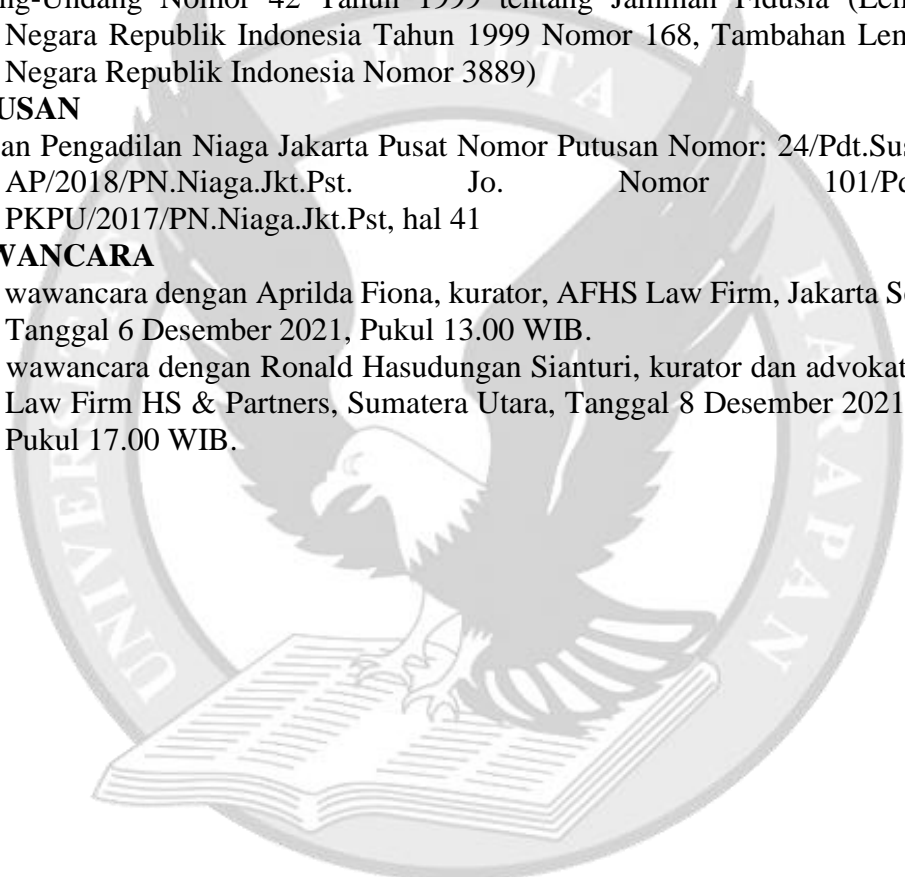 ng-Undang Nomor 42 Tahun 1999 tentang Jaminan Fidusia (Len
Negara Republik Indonesia Tahun 1999 Nomor 168, Tambahan Lem
Negara Republik Indonesia Nomor 3889)
USAN
an Pengadilan Niaga Jakarta Pusat Nomor Putusan Nomor: 24/Pdt.Sus
AP/2018/PN.Niaga.Jkt.Pst. Jo. Nomor 101/Pd
PKPU/2017/PN.Niaga.Jkt.Pst, hal 41
WANCARA
wawancara dengan Aprilda Fiona, kurator, AFHS Law Firm, Jakarta Se
Tanggal 6 Desember 2021, Pukul 13.00 WIB.
wawancara dengan Ronald Hasudungan Sianturi, kurator dan advokat
Law Firm HS & Partners, Sumatera Utara, Tanggal 8 Desember 2021
Pukul 17.00 WIB.
UNIVERSITAS PELITA HARAPAN